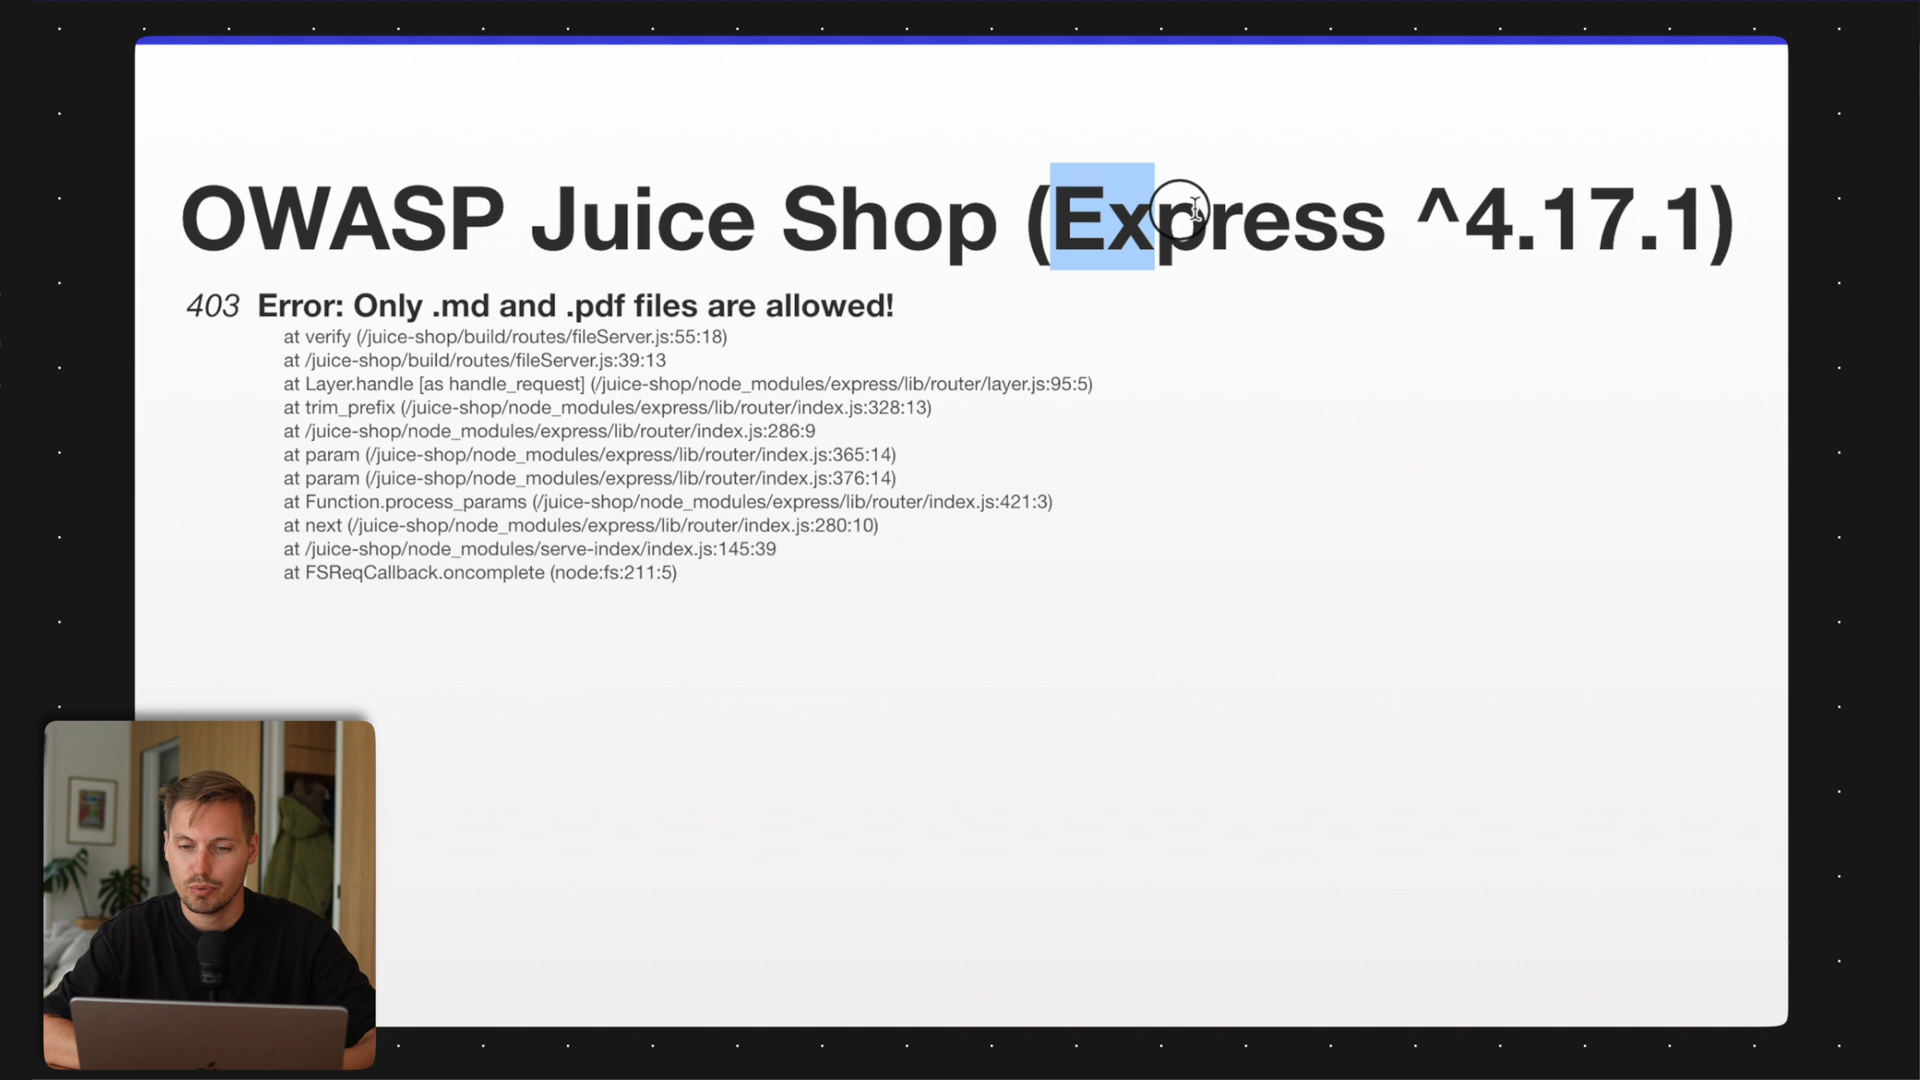 OWASP Juice Shop (Express ^4.17.1)
403 Error: Only .md and .pdf files are allowed!
at verify (/juice-shop/build/routes/fileServer.js:55:18)
at /juice-shop/build/routes/fileServer.js:39:13
at Layer.handle [as handle_request] (/juice-shop/node_modules/express/lib/router/layer.js:95:5)
at trim_prefix (/juice-shop/node_modules/express/lib/router/index.js:328:13)
at /juice-shop/node_modules/express/lib/router/index.js:286:9
at param (/juice-shop/node_modules/express/lib/router/index.js:365:14)
at param (/juice-shop/node_modules/express/lib/router/index.js:376:14)
at Function.process_params (/juice-shop/node_modules/express/lib/router/index.js:421:3)
at next (/juice-shop/node_modules/express/lib/router/index.js:280:10)
at /juice-shop/node_modules/serve-index/index.js:145:39
at FSReqCallback.oncomplete (node:fs:211:5)